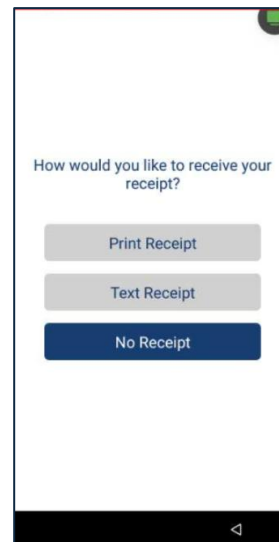 How would you like to receive your
receipt?
Print Receipt
Text Receipt
No Receipt